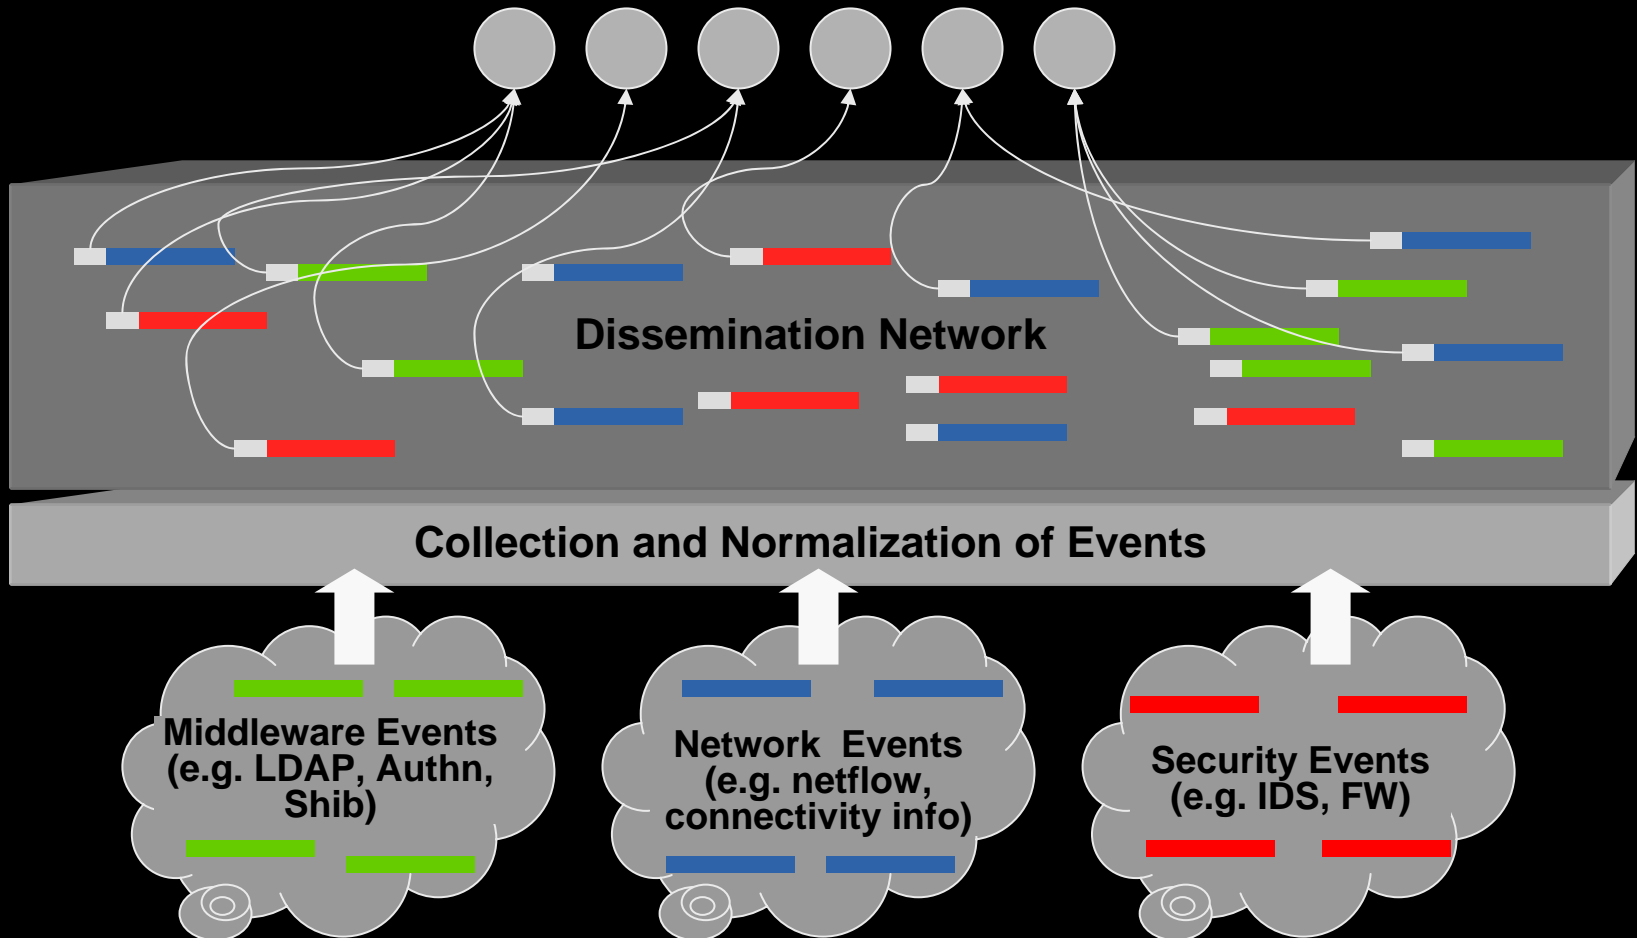 Dissemination Network
Collection and Normalization of Events
Middleware Events
(e.g. LDAP, Authn,
Shib)
Network  Events
(e.g. netflow,
connectivity info)
Security Events
(e.g. IDS, FW)